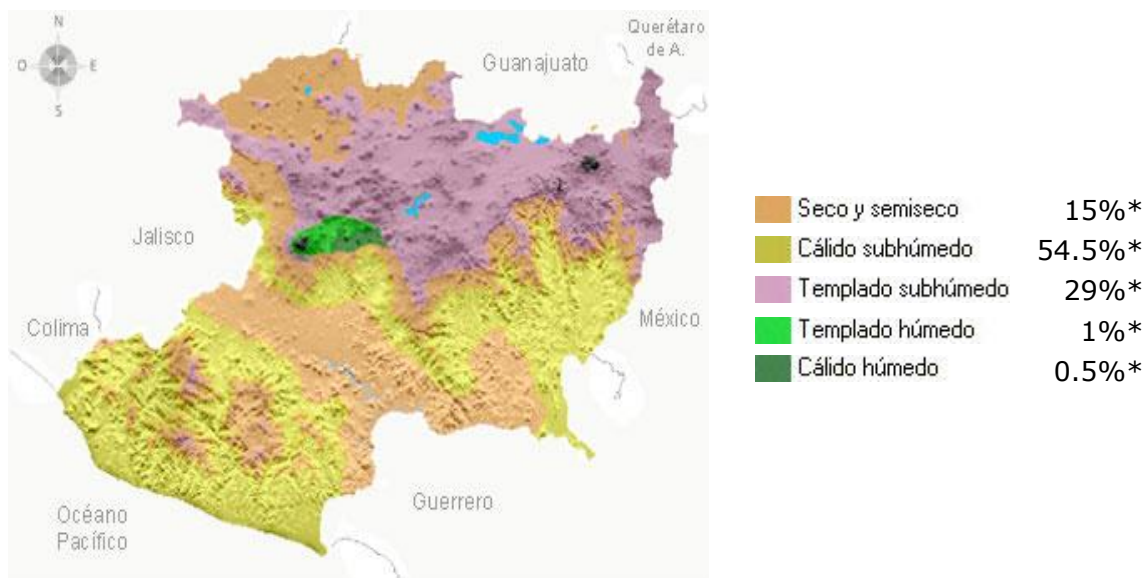 N
O E
S
Querétaro
de A.
Guanajuato
Jalisco
Colima
México
Guerrero
Océano
Pacífico
Seco y semiseco 15%*
Cálido subhúmedo 54.5%*
Templado subhúmedo 29%*
Templado húmedo 1%*
Cálido húmedo 0.5%*